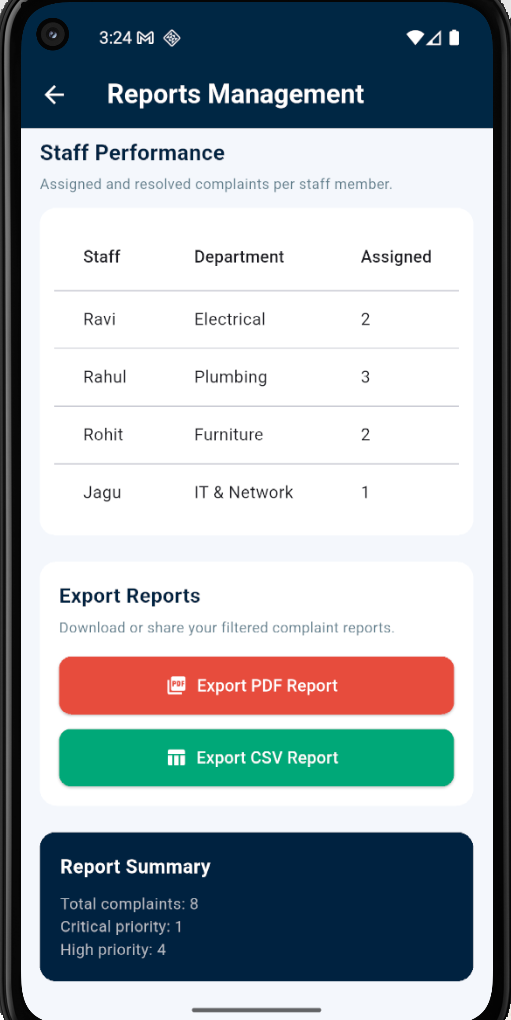 3:24
Reports Management
Staff Performance
Assigned and resolved complaints per staff member.
Staff Department Assigned
Ravi Electrical 2
Rahul Plumbing 3
Rohit Furniture 2
Jagu IT & Network 1
Export Reports
Download or share your filtered complaint reports.
PDF Export PDF Report
Export CSV Report
Report Summary
Total complaints: 8
Critical priority: 1
High priority: 4